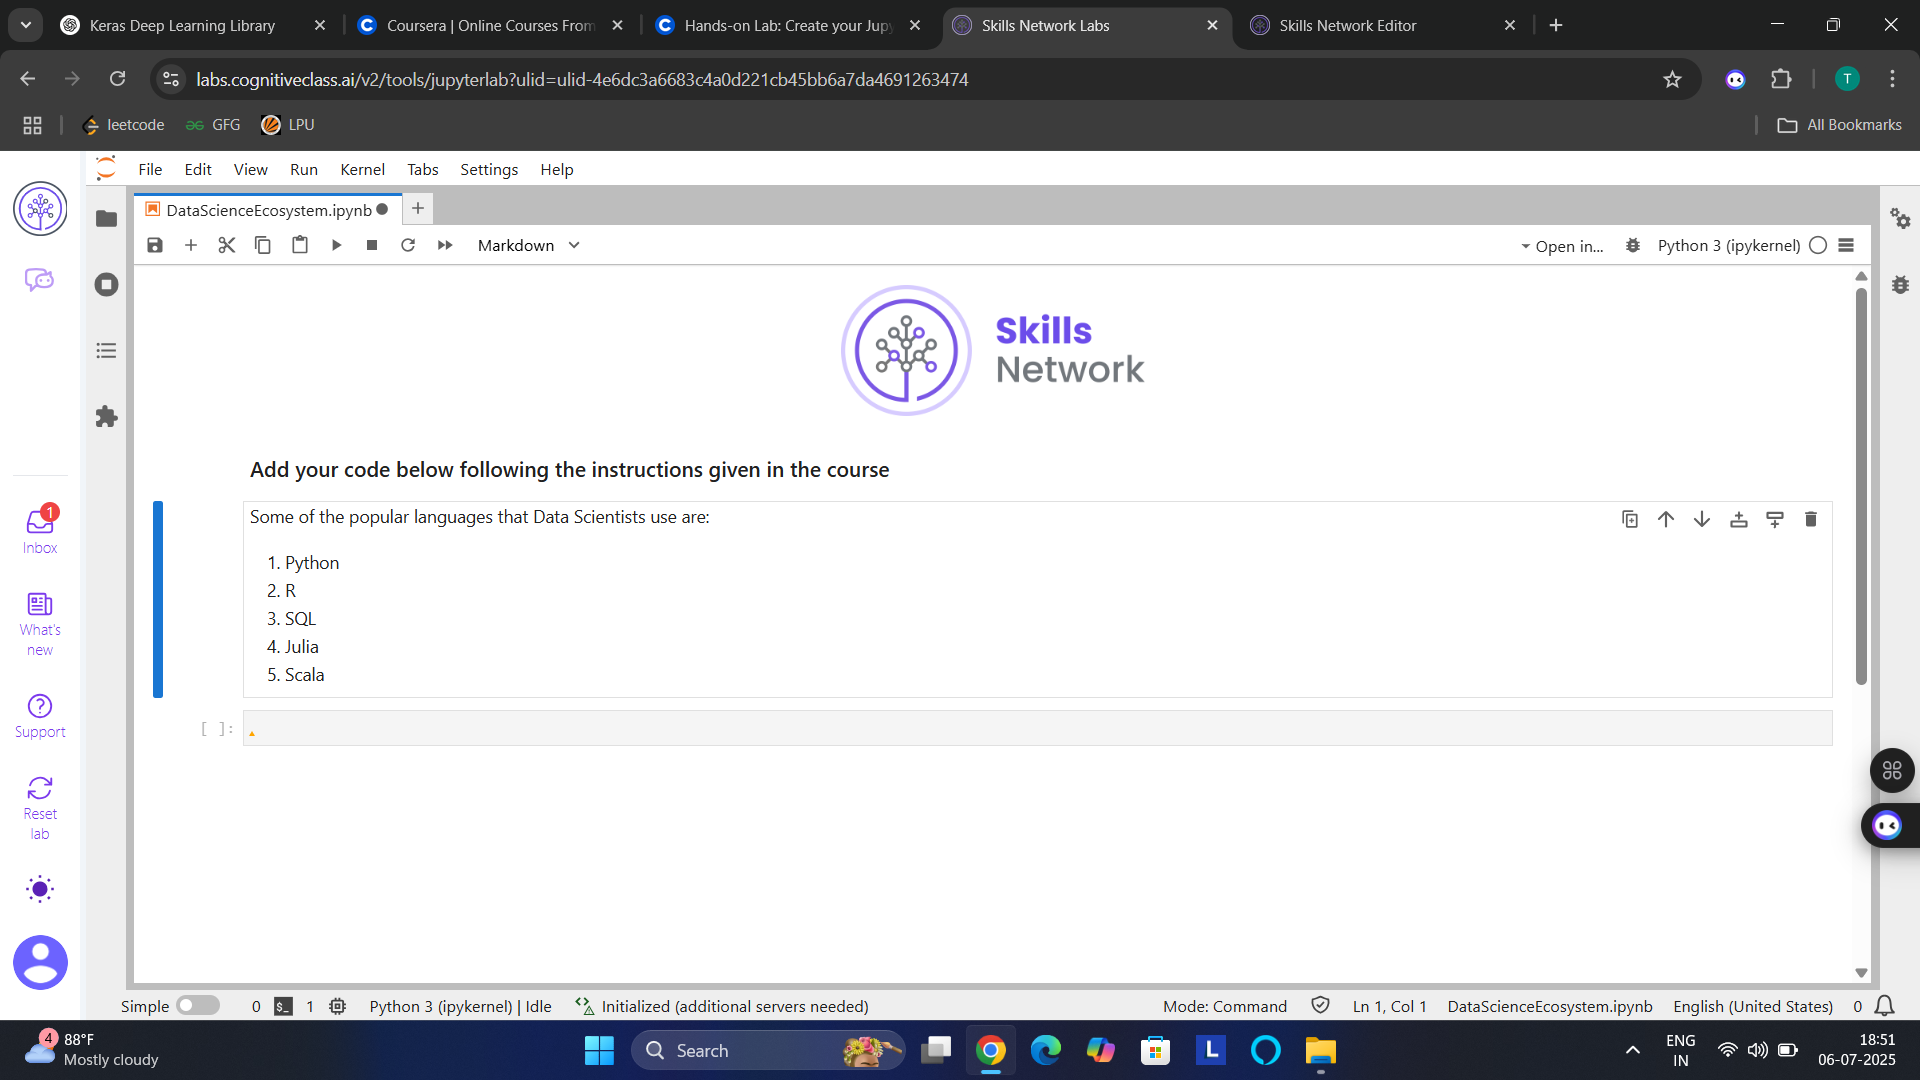 Keras Deep Learning Library
Coursera | Online Courses From
Hands-on Lab: Create your Jupy
Skills Network Labs
Skills Network Editor
labs.cognitiveclass.ai/v2/tools/jupyterlab?ulid=ulid-4e6dc3a6683c4a0d221cb45bb6a7da4691263474
T
leetcode
GFG
LPU
All Bookmarks
File Edit View Run Kernel Tabs Settings Help
DataScienceEcosystem.ipynb
Markdown
Open in...
Python 3 (ipykernel)
Skills
Network
Add your code below following the instructions given in the course
Some of the popular languages that Data Scientists use are:
1. Python
2. R
3. SQL
4. Julia
5. Scala
[ ]:
1
Inbox
What's
new
Support
Reset
lab
Simple 0 $_ 1 Python 3 (ipykernel) | Idle Initialized (additional servers needed) Mode: Command Ln 1, Col 1 DataScienceEcosystem.ipynb English (United States) 0
4
88°F
Mostly cloudy
Search
L
ENG
IN
18:51
06-07-2025